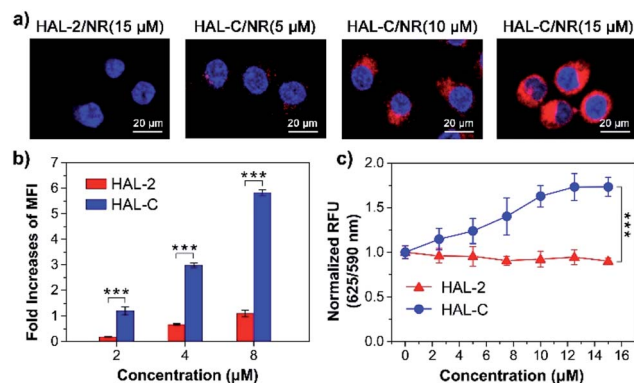 a) HAL-2/NR(15 μM) HAL-C/NR(5 μM) HAL-C/NR(10 μM) HAL-C/NR(15 μM)
20 μm 20 μm 20 μm 20 μm
b)
Fold Increases of MFI
7
6
5
4
3
2
1
0
HAL-2
HAL-C
*** *** ***
2 4 8
Concentration (μM)
c)
Normalized RFU
(625/590 nm)
2.0
1.5
1.0
0.5
0.0
***
HAL-2
HAL-C
0 2 4 6 8 10 12 14 16
Concentration (μM)